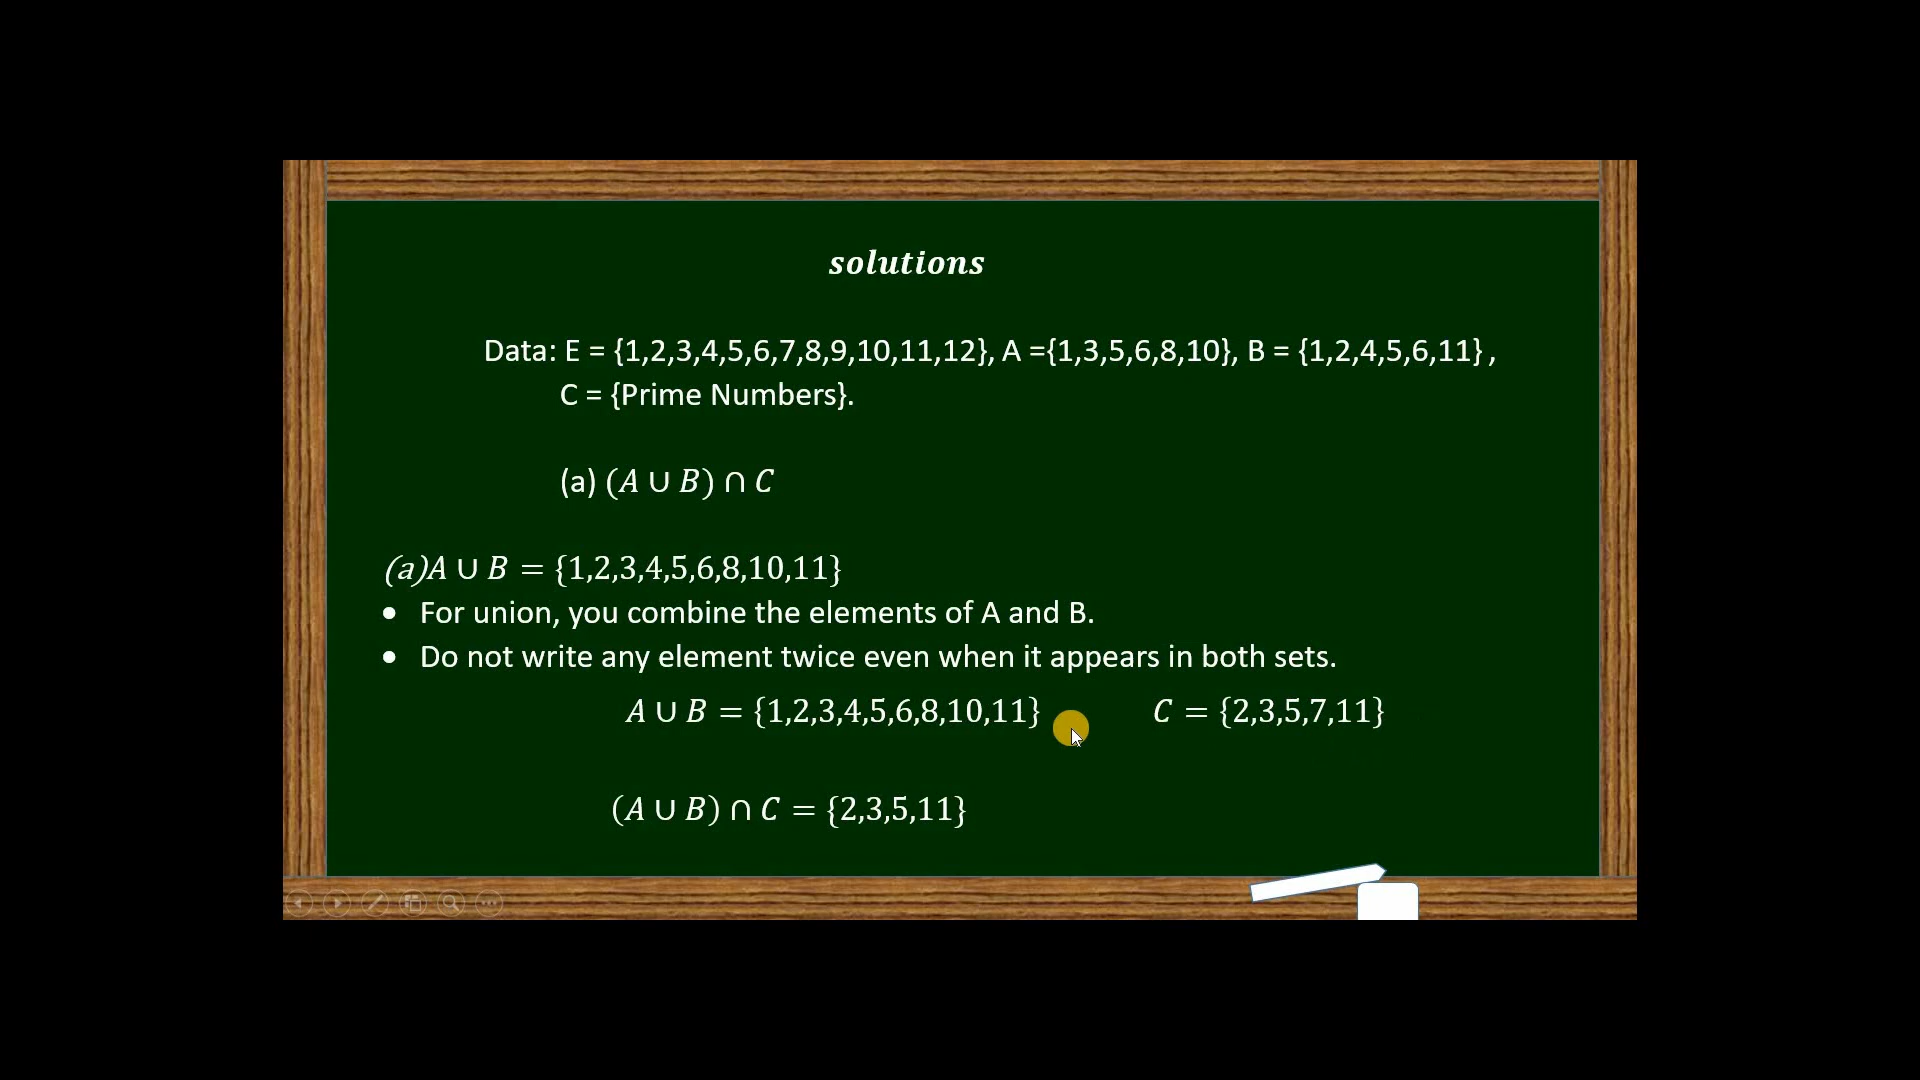 solutions
Data: E = {1,2,3,4,5,6,7,8,9,10,11,12}, A ={1,3,5,6,8,10}, B = {1,2,4,5,6,11} ,
C = {Prime Numbers}.
(a) (A ∪ B) ∩ C
(a)A ∪ B = {1,2,3,4,5,6,8,10,11}
• For union, you combine the elements of A and B.
• Do not write any element twice even when it appears in both sets.
A ∪ B = {1,2,3,4,5,6,8,10,11} C = {2,3,5,7,11}
(A ∪ B) ∩ C = {2,3,5,11}